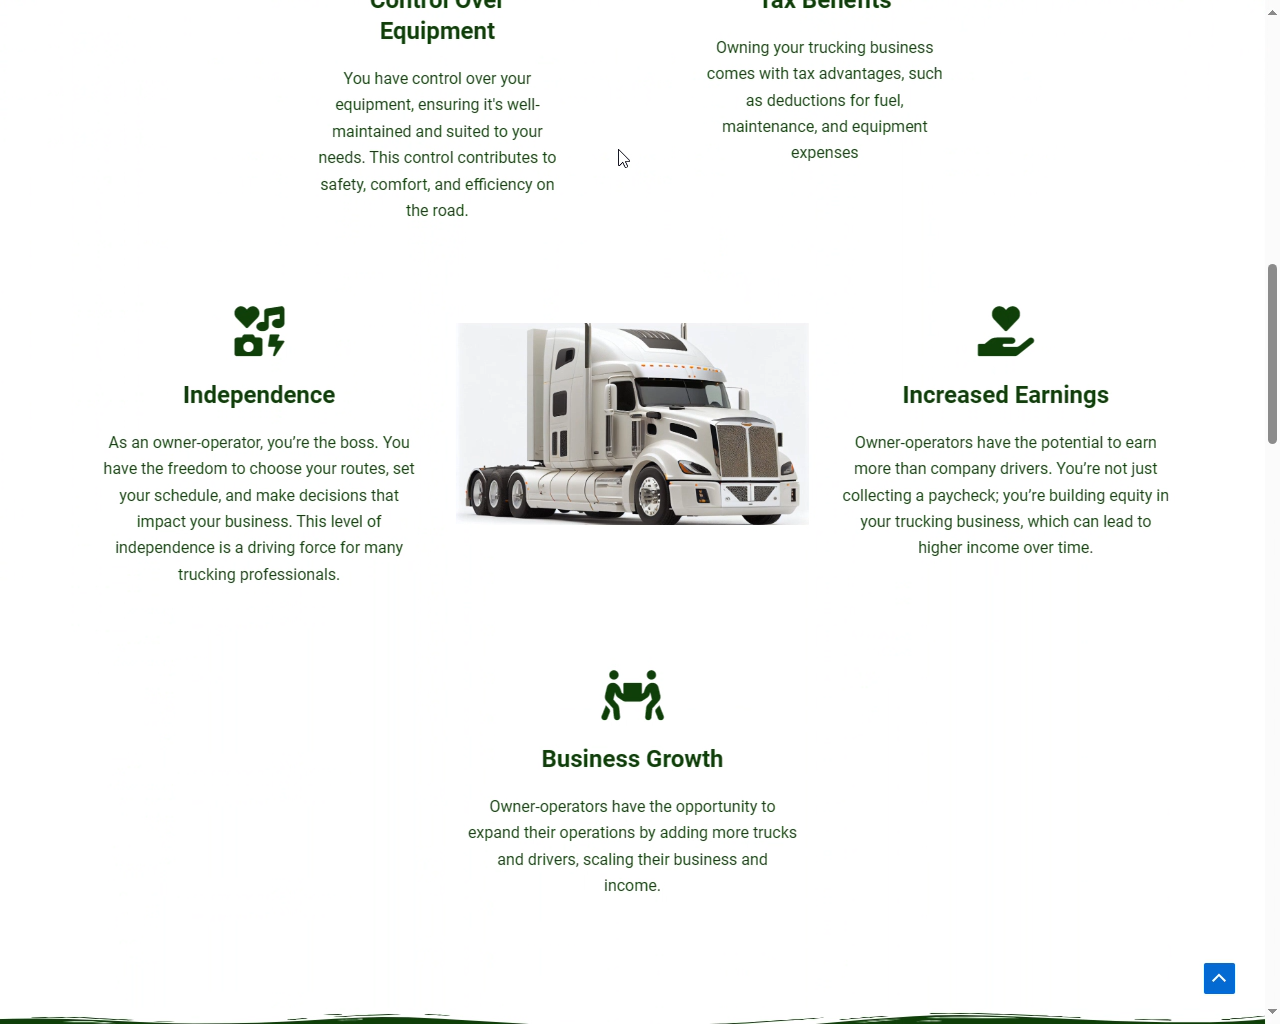 Control Over
Equipment
You have control over your
equipment, ensuring it's well-
maintained and suited to your
needs. This control contributes to
safety, comfort, and efficiency on
the road.
Tax Benefits
Owning your trucking business
comes with tax advantages, such
as deductions for fuel,
maintenance, and equipment
expenses
Independence
As an owner-operator, you’re the boss. You
have the freedom to choose your routes, set
your schedule, and make decisions that
impact your business. This level of
independence is a driving force for many
trucking professionals.
Increased Earnings
Owner-operators have the potential to earn
more than company drivers. You’re not just
collecting a paycheck; you’re building equity in
your trucking business, which can lead to
higher income over time.
Business Growth
Owner-operators have the opportunity to
expand their operations by adding more trucks
and drivers, scaling their business and
income.